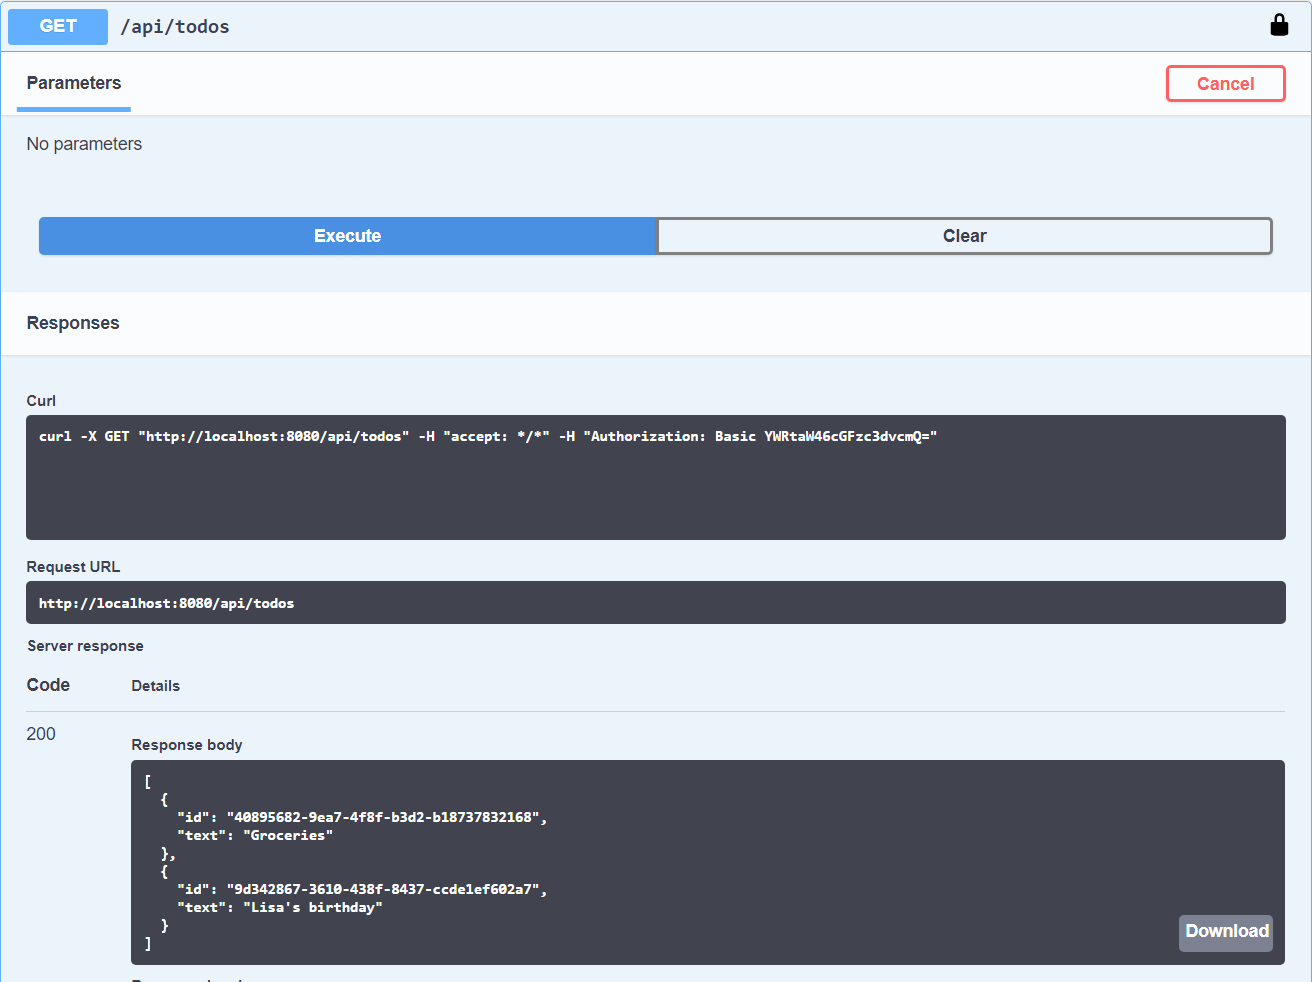 GET /api/todos
Parameters
Cancel
No parameters
Execute
Clear
Responses
Curl
curl -X GET "http://localhost:8080/api/todos" -H "accept: */*" -H "Authorization: Basic YWRtaW46cGFzc3dvcmQ="
Request URL
http://localhost:8080/api/todos
Server response
Code Details
200
Response body
[
  {
    "id": "40895682-9ea7-4f8f-b3d2-b18737832168",
    "text": "Groceries"
  },
  {
    "id": "9d342867-3610-438f-8437-ccde1ef602a7",
    "text": "Lisa's birthday"
  }
]
Download